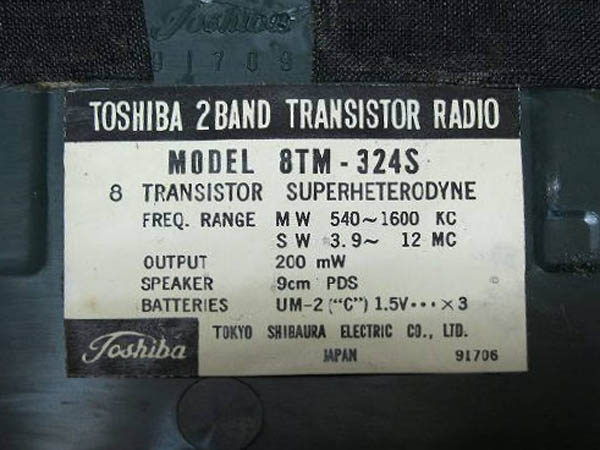 Toshiba
TOSHIBA 2 BAND TRANSISTOR RADIO
MODEL 8TM-324S
8 TRANSISTOR SUPERHETERODYNE
FREQ. RANGE MW 540~1600 KC
SW 3.9~ 12 MC
OUTPUT 200 mW
SPEAKER 9cm PDS
BATTERIES UM-2 ("C") 1.5V··· × 3
Toshiba TOKYO SHIBAURA ELECTRIC CO., LTD.
JAPAN 91706